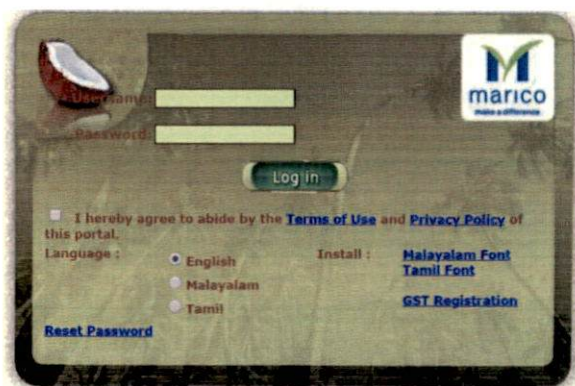 marico
make a difference
Username:
Password:
Log in
I hereby agree to abide by the Terms of Use and Privacy Policy of
this portal.
Language :
English
Install :
Malayalam Font
Malayalam
Tamil Font
Tamil
GST Registration
Reset Password